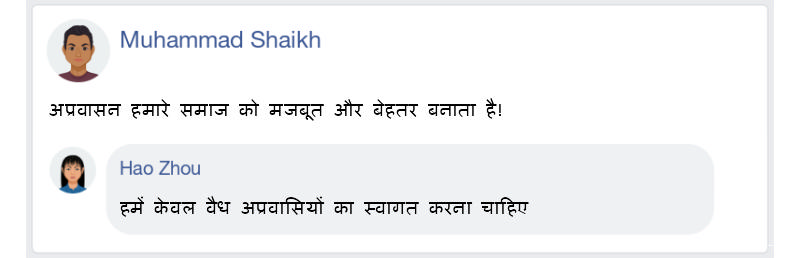 Muhammad Shaikh
अप्रवासन हमारे समाज को मजबूत और बेहतर बनाता है!
Hao Zhou
हमें केवल वैध अप्रवासियों का स्वागत करना चाहिए